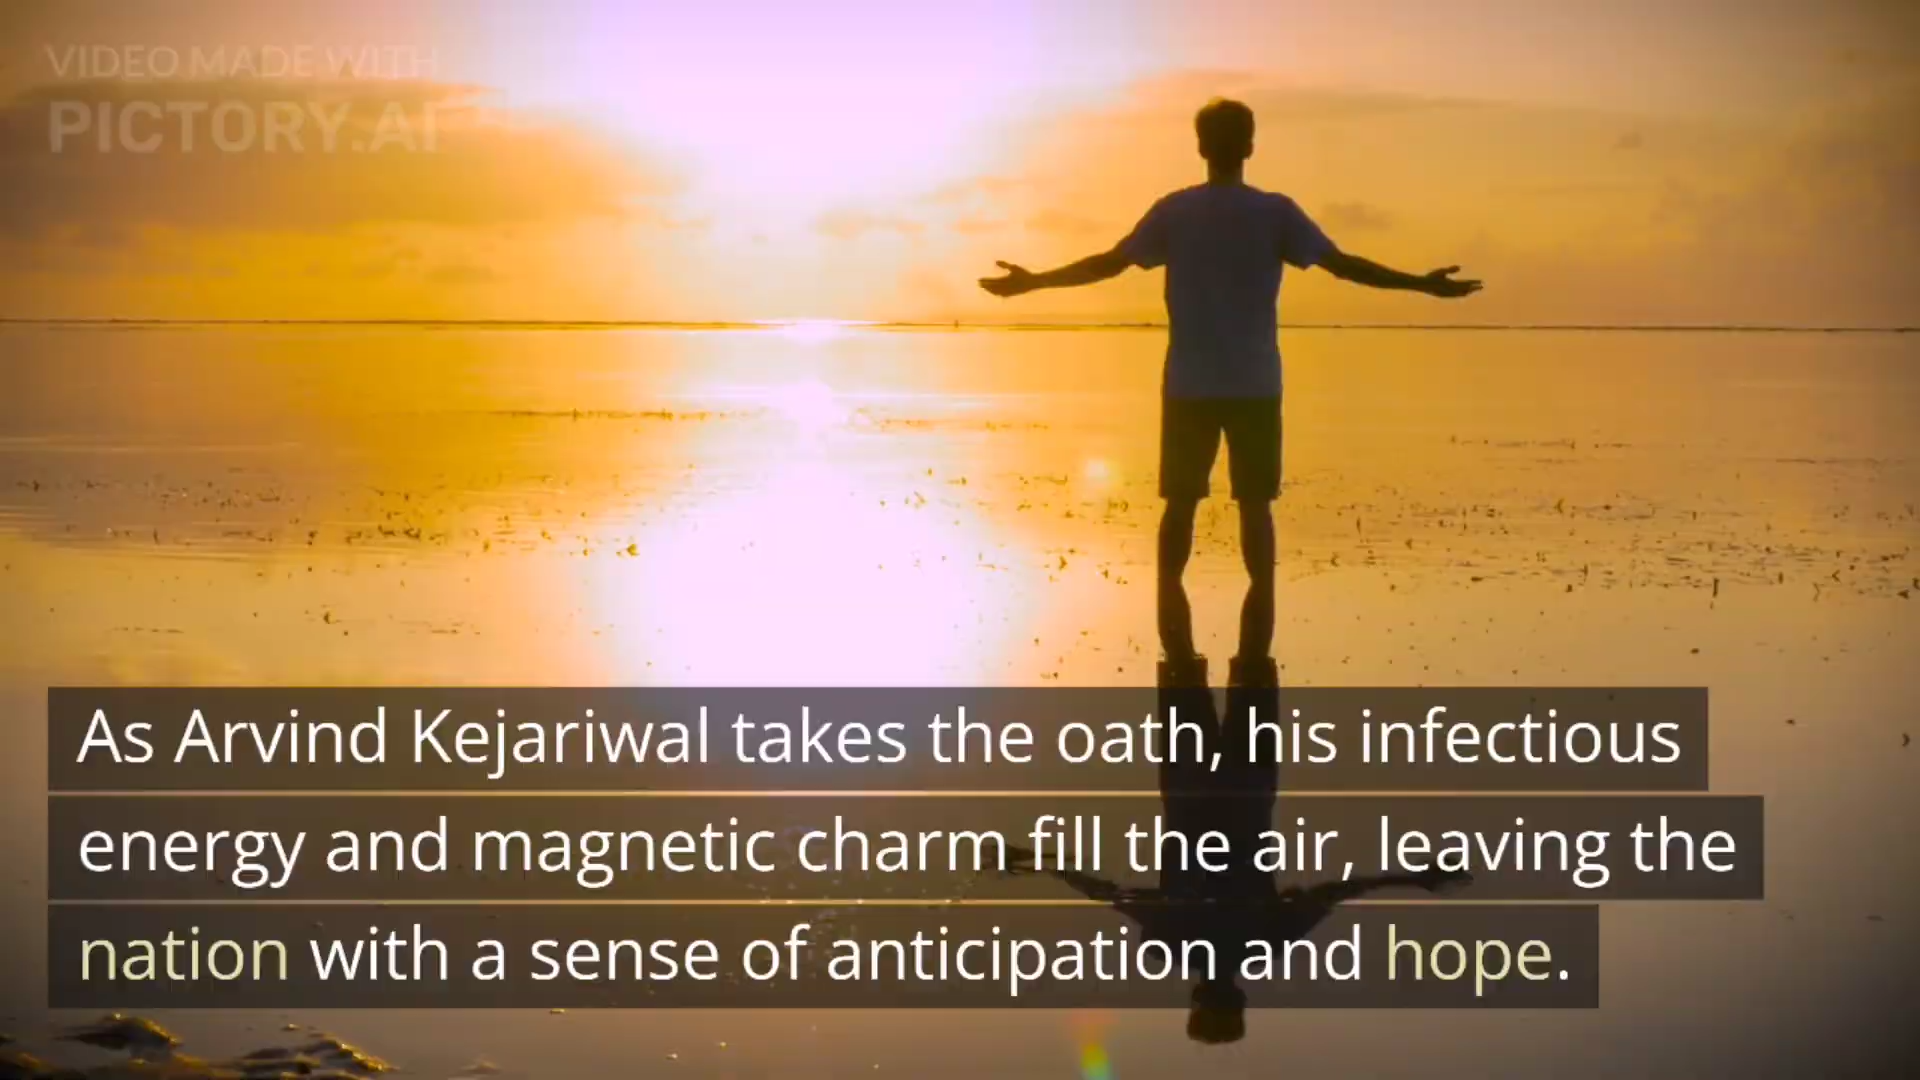 VIDEO MADE WITH
PICTORY.AI
As Arvind Kejariwal takes the oath, his infectious
energy and magnetic charm fill the air, leaving the
nation with a sense of anticipation and hope.